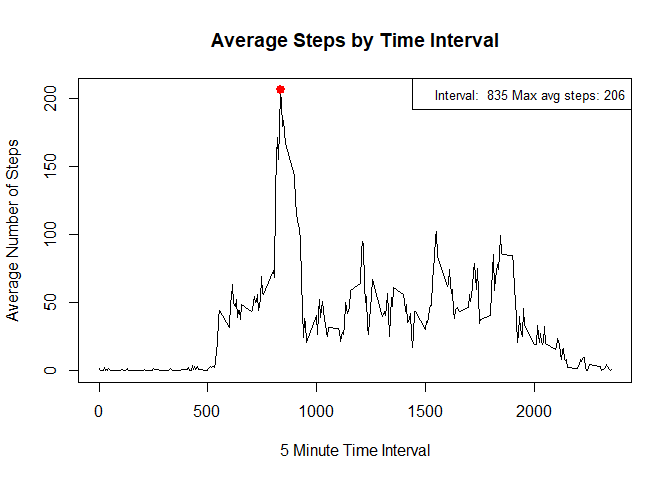 Average Steps by Time Interval
Interval:  835 Max avg steps: 206
Average Number of Steps
200
150
100
50
0
0 500 1000 1500 2000
5 Minute Time Interval